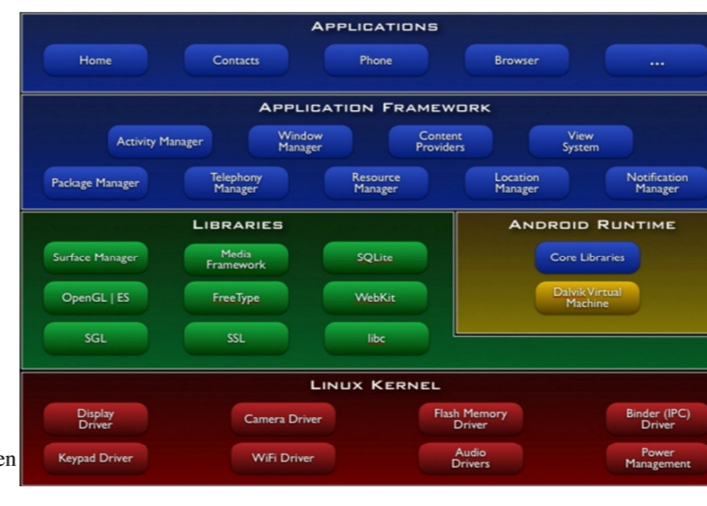 APPLICATIONS
Home Contacts Phone Browser ...
APPLICATION FRAMEWORK
Activity Manager Window Manager Content Providers View System
Package Manager Telephony Manager Resource Manager Location Manager Notification Manager
LIBRARIES
Surface Manager Media Framework SQLite
OpenGL | ES FreeType WebKit
SGL SSL libc
ANDROID RUNTIME
Core Libraries
Dalvik Virtual Machine
LINUX KERNEL
Display Driver Camera Driver Flash Memory Driver Binder (IPC) Driver
en
Keypad Driver WiFi Driver Audio Drivers Power Management